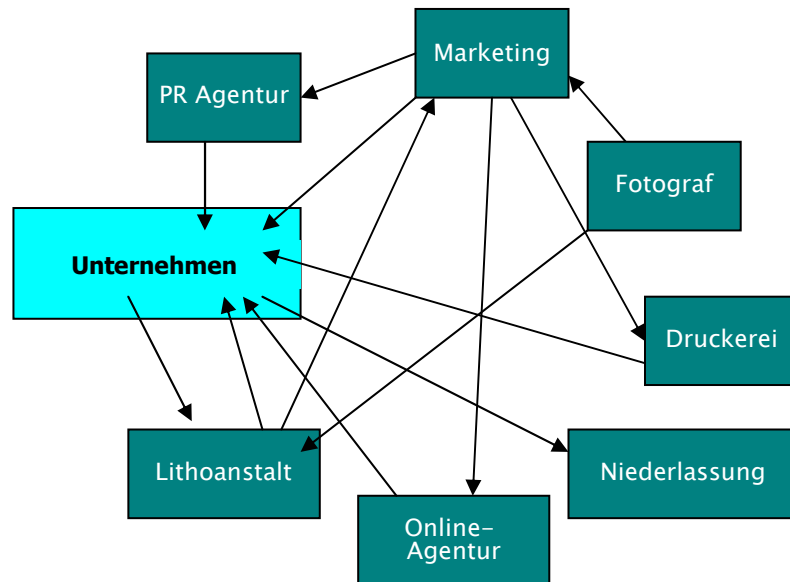 Marketing
PR Agentur
Fotograf
Unternehmen
Druckerei
Lithoanstalt
Niederlassung
Online-
Agentur